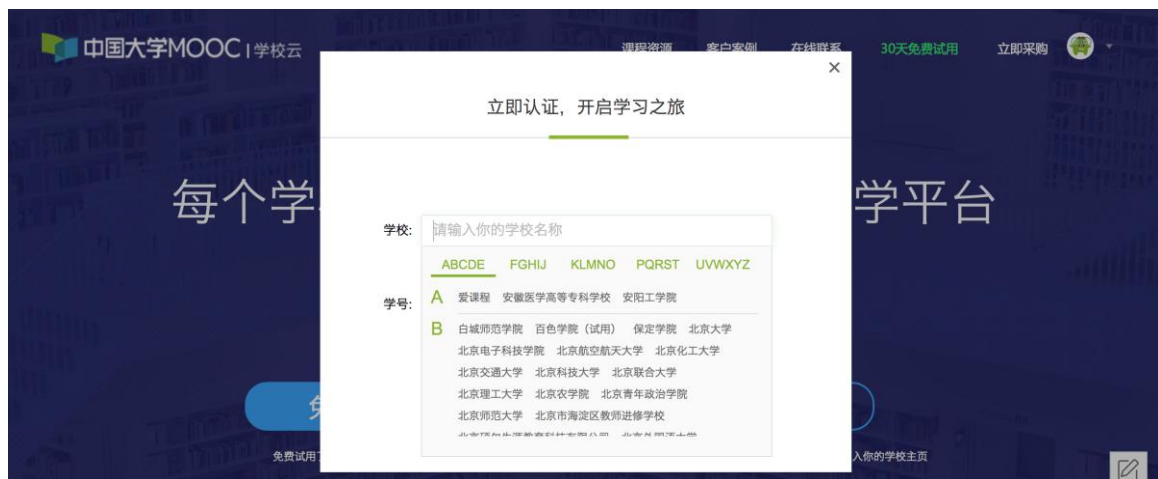 中国大学MOOC | 学校云
课程资源 客户案例 在线联系 30天免费试用 立即采购
×
立即认证，开启学习之旅
每个学 学平台
学校: 请输入你的学校名称
ABCDE FGHIJ KLMNO PQRST UVWXYZ
学号:
A 爱课程 安徽医学高等专科学校 安阳工学院
B 白城师范学院 百色学院（试用） 保定学院 北京大学
北京电子科技学院 北京航空航天大学 北京化工大学
北京交通大学 北京科技大学 北京联合大学
北京理工大学 北京农学院 北京青年政治学院
北京师范大学 北京市海淀区教师进修学校
北京外国语大学
免费试用 入你的学校主页